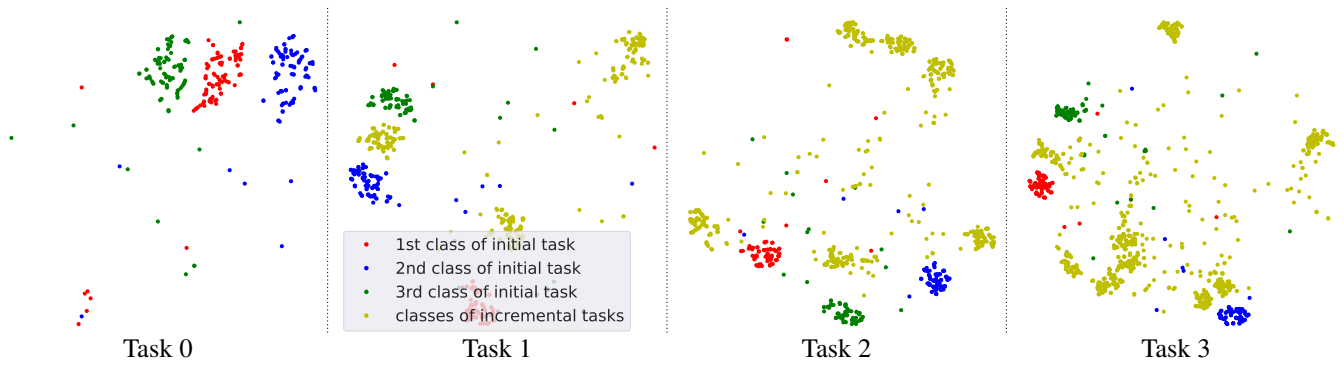 1st class of initial task
2nd class of initial task
3rd class of initial task
classes of incremental tasks
Task 0
Task 1
Task 2
Task 3